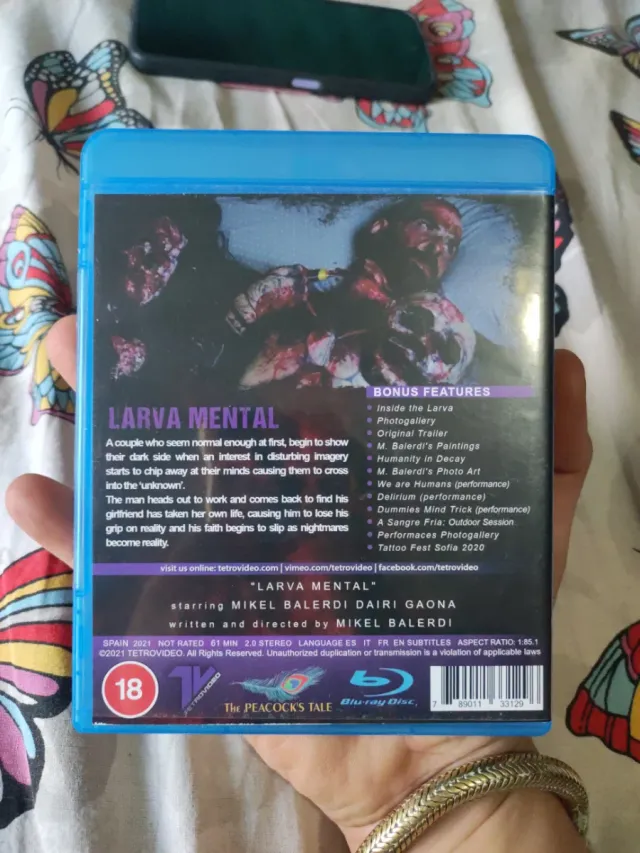 LARVA MENTAL
A couple who seem normal enough at first, begin to show
their dark side when an interest in disturbing imagery
starts to chip away at their minds causing them to cross
into the 'unknown'.
The man heads out to work and comes back to find his
girlfriend has taken her own life, causing him to lose his
grip on reality and his faith begins to slip as nightmares
become reality.
BONUS FEATURES
Inside the Larva
Photogallery
Original Trailer
M. Balerdi's Paintings
Humanity in Decay
M. Balerdi's Photo Art
We are Humans (performance)
Delirium (performance)
Dummies Mind Trick (performance)
A Sangre Fria: Outdoor Session
Performaces Photogallery
Tattoo Fest Sofia 2020
visit us online: tetrovideo.com | vimeo.com/tetrovideo | facebook.com/tetrovideo
"LARVA MENTAL"
starring MIKEL BALERDI DAIRI GAONA
written and directed by MIKEL BALERDI
SPAIN 2021 NOT RATED 61 MIN 2.0 STEREO LANGUAGE ES IT FR EN SUBTITLES ASPECT RATIO: 1:85.1
©2021 TETROVIDEO. All Rights Reserved. Unauthorized duplication or transmission is a violation of applicable laws
18
TV
TETROVIDEO
The PEACOCK'S TALE
Blu-ray Disc
7 89011 33129